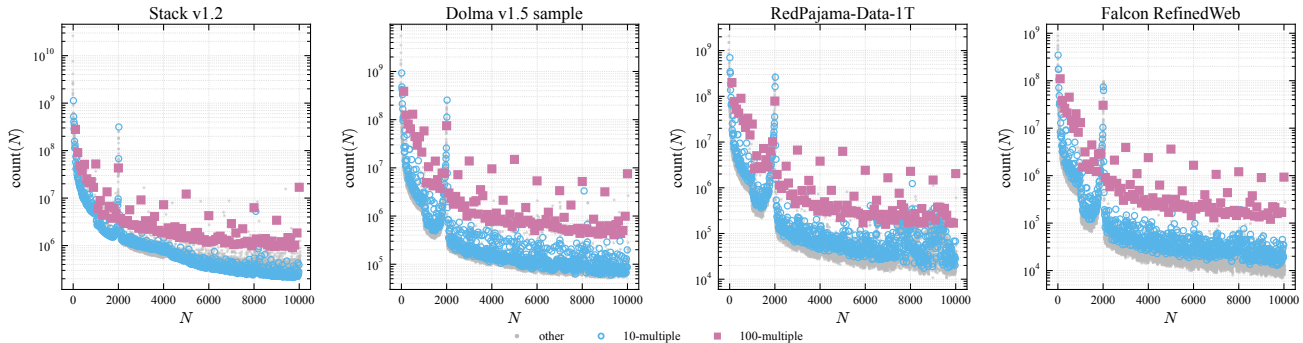 Stack v1.2
Dolma v1.5 sample
RedPajama-Data-1T
Falcon RefinedWeb
count(N)
10^10
10^9
10^8
10^7
10^6
0 2000 4000 6000 8000 10000
N
count(N)
10^9
10^8
10^7
10^6
10^5
0 2000 4000 6000 8000 10000
N
count(N)
10^9
10^8
10^7
10^6
10^5
10^4
0 2000 4000 6000 8000 10000
N
count(N)
10^9
10^8
10^7
10^6
10^5
10^4
0 2000 4000 6000 8000 10000
N
other 10-multiple 100-multiple